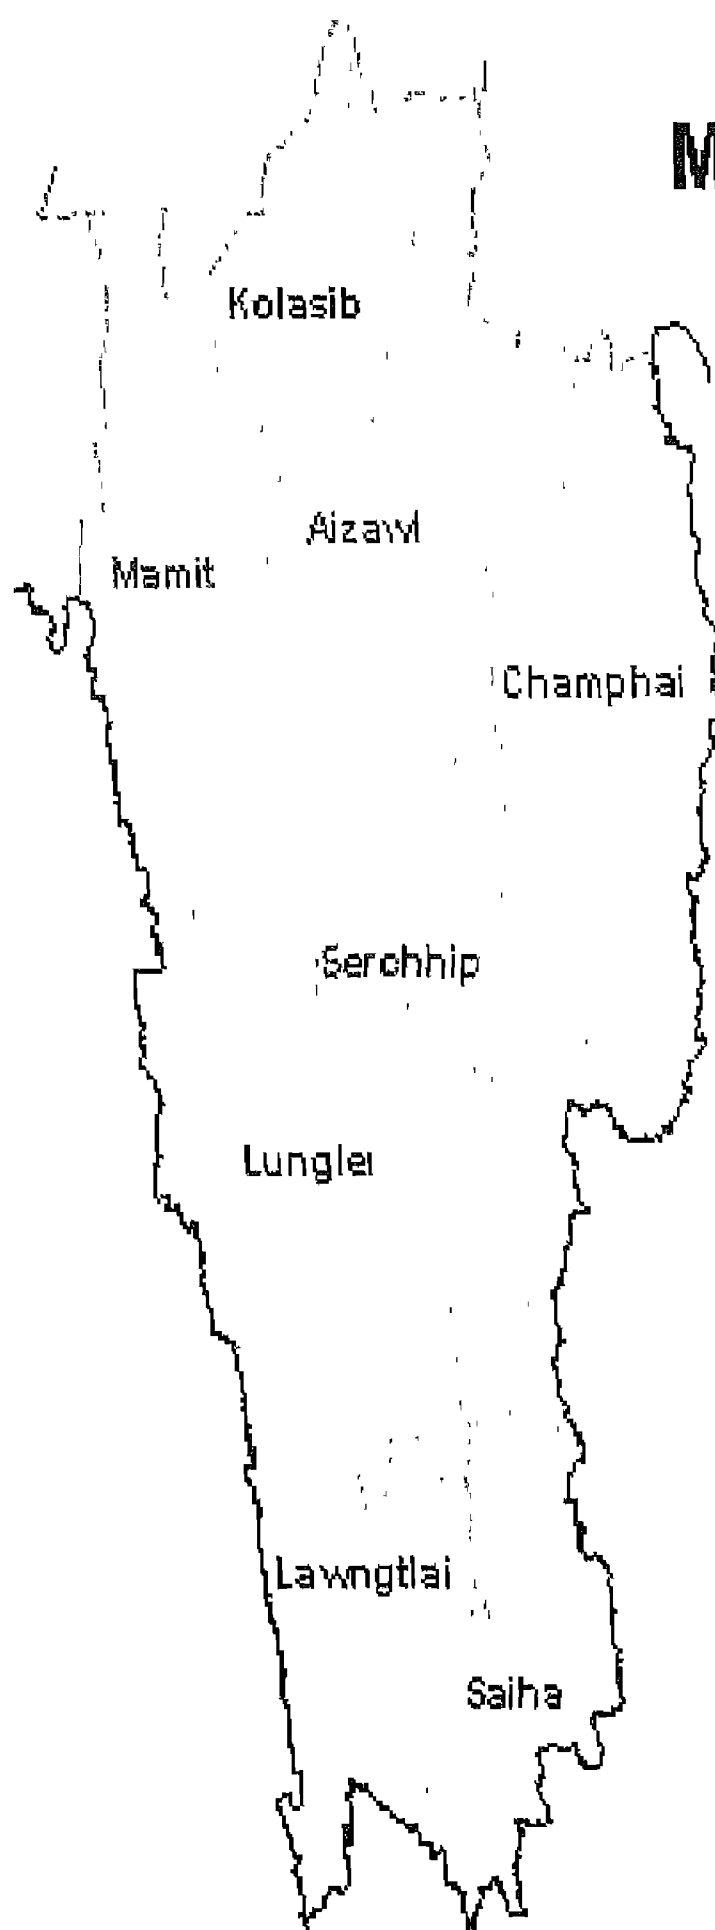 M
Kolasib
Aizawl
Mamit
Champhai
Serchhip
Lunglei
Lawngtlai
Saiha